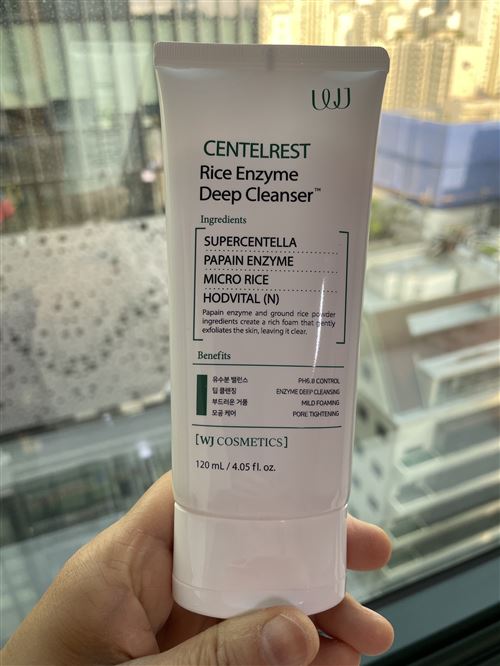 WJ
CENTELREST
Rice Enzyme
Deep Cleanser™
Ingredients
SUPERCENTELLA
PAPAIN ENZYME
MICRO RICE
HODVITAL (N)
Papain enzyme and ground rice powder
ingredients create a rich foam that gently
exfoliates the skin, leaving it clear.
Benefits
유수분 밸런스 PH6.8 CONTROL
딥 클렌징 ENZYME DEEP CLEANSING
부드러운 거품 MILD FOAMING
모공 케어 PORE TIGHTENING
[WJ COSMETICS]
120 mL / 4.05 fl. oz.